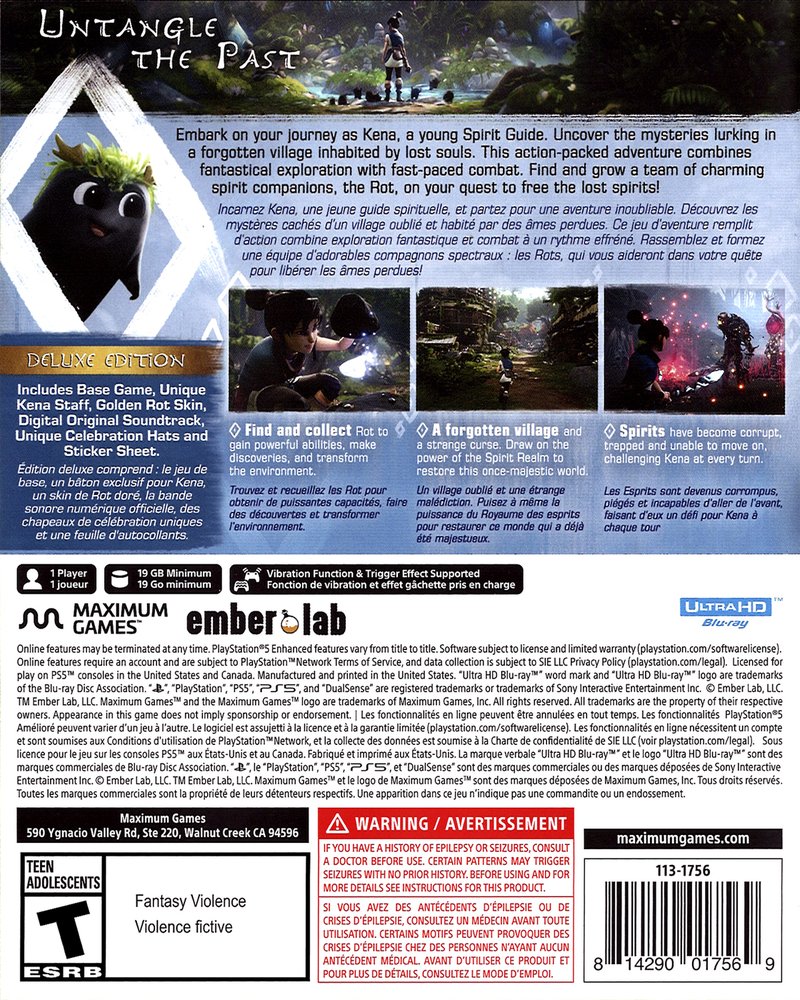 UNTANGLE
THE PAST
Embark on your journey as Kena, a young Spirit Guide. Uncover the mysteries lurking in
a forgotten village inhabited by lost souls. This action-packed adventure combines
fantastical exploration with fast-paced combat. Find and grow a team of charming
spirit companions, the Rot, on your quest to free the lost spirits!
Incarnez Kena, une jeune guide spirituelle, et partez pour une aventure inoubliable. Découvrez les
mystères cachés d'un village oublié et habité par des âmes perdues. Ce jeu d'aventure remplit
d'action combine exploration fantastique et combat à un rythme effréné. Rassemblez et formez
une équipe d'adorables compagnons spectraux : les Rots, qui vous aideront dans votre quête
pour libérer les âmes perdues!
DELUXE EDITION
Includes Base Game, Unique
Kena Staff, Golden Rot Skin,
Digital Original Soundtrack,
Unique Celebration Hats and
Sticker Sheet.
Édition deluxe comprend : le jeu de
base, un bâton exclusif pour Kena,
un skin de Rot doré, la bande
sonore numérique officielle, des
chapeaux de célébration uniques
et une feuille d'autocollants.
Find and collect Rot to
gain powerful abilities, make
discoveries, and transform
the environment.
Trouvez et recueillez les Rot pour
obtenir de puissantes capacités, faire
des découvertes et transformer
l'environnement.
A forgotten village and
a strange curse. Draw on the
power of the Spirit Realm to
restore this once-majestic world.
Un village oublié et une étrange
malédiction. Puisez à même la
puissance du Royaume des esprits
pour restaurer ce monde qui a déjà
été majestueux.
Spirits have become corrupt,
trapped and unable to move on,
challenging Kena at every turn.
Les Esprits sont devenus corrompus,
piégés et incapables d'aller de l'avant,
faisant d'eux un défi pour Kena à
chaque tour
1 Player
1 joueur
19 GB Minimum
19 Go minimum
Vibration Function & Trigger Effect Supported
Fonction de vibration et effet gâchette pris en charge
MAXIMUM
GAMES™
ember lab
ULTRA HD™
Blu-ray
Online features may be terminated at any time. PlayStation®5 Enhanced features vary from title to title. Software subject to license and limited warranty (playstation.com/softwarelicense).
Online features require an account and are subject to PlayStation™Network Terms of Service, and data collection is subject to SIE LLC Privacy Policy (playstation.com/legal). Licensed for
play on PS5™ consoles in the United States and Canada. Manufactured and printed in the United States. "Ultra HD Blu-ray™" word mark and "Ultra HD Blu-ray™" logo are trademarks
of the Blu-ray Disc Association. "PS", "PlayStation", "PS5", "PS5", and "DualSense" are registered trademarks or trademarks of Sony Interactive Entertainment Inc. © Ember Lab, LLC.
TM Ember Lab, LLC. Maximum Games™ and the Maximum Games™ logo are trademarks of Maximum Games, Inc. All rights reserved. All trademarks are the property of their respective
owners. Appearance in this game does not imply sponsorship or endorsement. | Les fonctionnalités en ligne peuvent être annulées en tout temps. Les fonctionnalités PlayStation®5
Amélioré peuvent varier d'un jeu à l'autre. Le logiciel est assujetti à la licence et à la garantie limitée (playstation.com/softwarelicense). Les fonctionnalités en ligne nécessitent un compte
et sont soumises aux Conditions d'utilisation de PlayStation™Network, et la collecte des données est soumise à la Charte de confidentialité de SIE LLC (voir playstation.com/legal). Sous
licence pour le jeu sur les consoles PS5™ aux États-Unis et au Canada. Fabriqué et imprimé aux États-Unis. La marque verbale "Ultra HD Blu-ray™" et le logo "Ultra HD Blu-ray™" sont des
marques commerciales de Blu-ray Disc Association. "PS", le "PlayStation", "PS5", "PS5", et "DualSense" sont des marques commerciales ou des marques déposées de Sony Interactive
Entertainment Inc. © Ember Lab, LLC. TM Ember Lab, LLC. Maximum Games™ et le logo de Maximum Games™ sont des marques déposées de Maximum Games, Inc. Tous droits réservés.
Toutes les marques commerciales sont la propriété de leurs détenteurs respectifs. Une apparition dans ce jeu n'indique pas une commandite ou un endossement.
Maximum Games
590 Ygnacio Valley Rd, Ste 220, Walnut Creek CA 94596
TEEN
ADOLESCENTS
T
ESRB
Fantasy Violence
Violence fictive
WARNING / AVERTISSEMENT
IF YOU HAVE A HISTORY OF EPILEPSY OR SEIZURES, CONSULT
A DOCTOR BEFORE USE. CERTAIN PATTERNS MAY TRIGGER
SEIZURES WITH NO PRIOR HISTORY. BEFORE USING AND FOR
MORE DETAILS SEE INSTRUCTIONS FOR THIS PRODUCT.
SI VOUS AVEZ DES ANTÉCÉDENTS D'ÉPILEPSIE OU DE
CRISES D'ÉPILEPSIE, CONSULTEZ UN MÉDECIN AVANT TOUTE
UTILISATION. CERTAINS MOTIFS PEUVENT PROVOQUER DES
CRISES D'ÉPILEPSIE CHEZ DES PERSONNES N'AYANT AUCUN
ANTÉCÉDENT MÉDICAL. AVANT D'UTILISER CE PRODUIT ET
POUR PLUS DE DÉTAILS, CONSULTEZ LE MODE D'EMPLOI.
maximumgames.com
113-1756
8 14290 01756 9